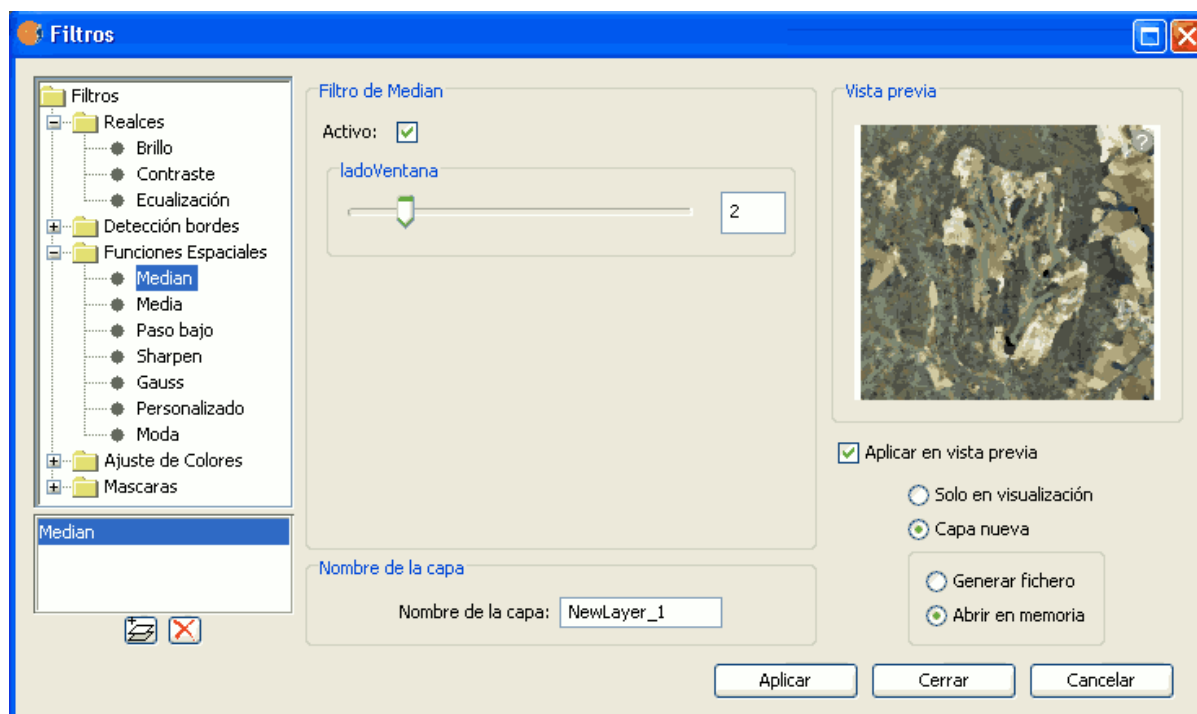 Filtros
Filtros
Realces
Brillo
Contraste
Ecualización
Detección bordes
Funciones Espaciales
Median
Media
Paso bajo
Sharpen
Gauss
Personalizado
Moda
Ajuste de Colores
Mascaras
Median
Filtro de Median
Activo:
ladoVentana
2
Nombre de la capa
Nombre de la capa: NewLayer_1
Vista previa
?
Aplicar en vista previa
Solo en visualización
Capa nueva
Generar fichero
Abrir en memoria
Aplicar Cerrar Cancelar